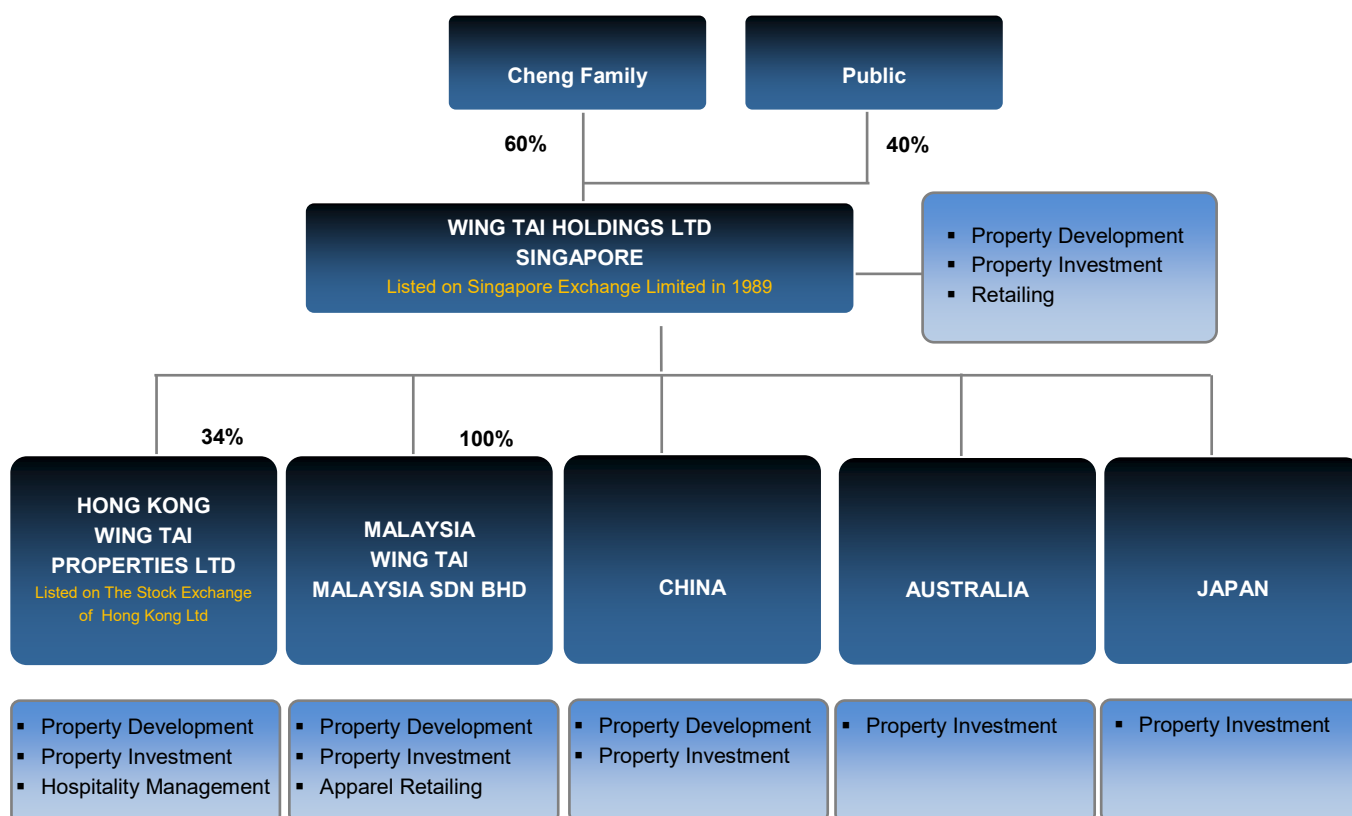 Cheng Family
Public
60%
40%
WING TAI HOLDINGS LTD
SINGAPORE
Listed on Singapore Exchange Limited in 1989
▪ Property Development
▪ Property Investment
▪ Retailing
34%
100%
HONG KONG
WING TAI
PROPERTIES LTD
Listed on The Stock Exchange
of Hong Kong Ltd
MALAYSIA
WING TAI
MALAYSIA SDN BHD
CHINA
AUSTRALIA
JAPAN
▪ Property Development
▪ Property Investment
▪ Hospitality Management
▪ Property Development
▪ Property Investment
▪ Apparel Retailing
▪ Property Development
▪ Property Investment
▪ Property Investment
▪ Property Investment